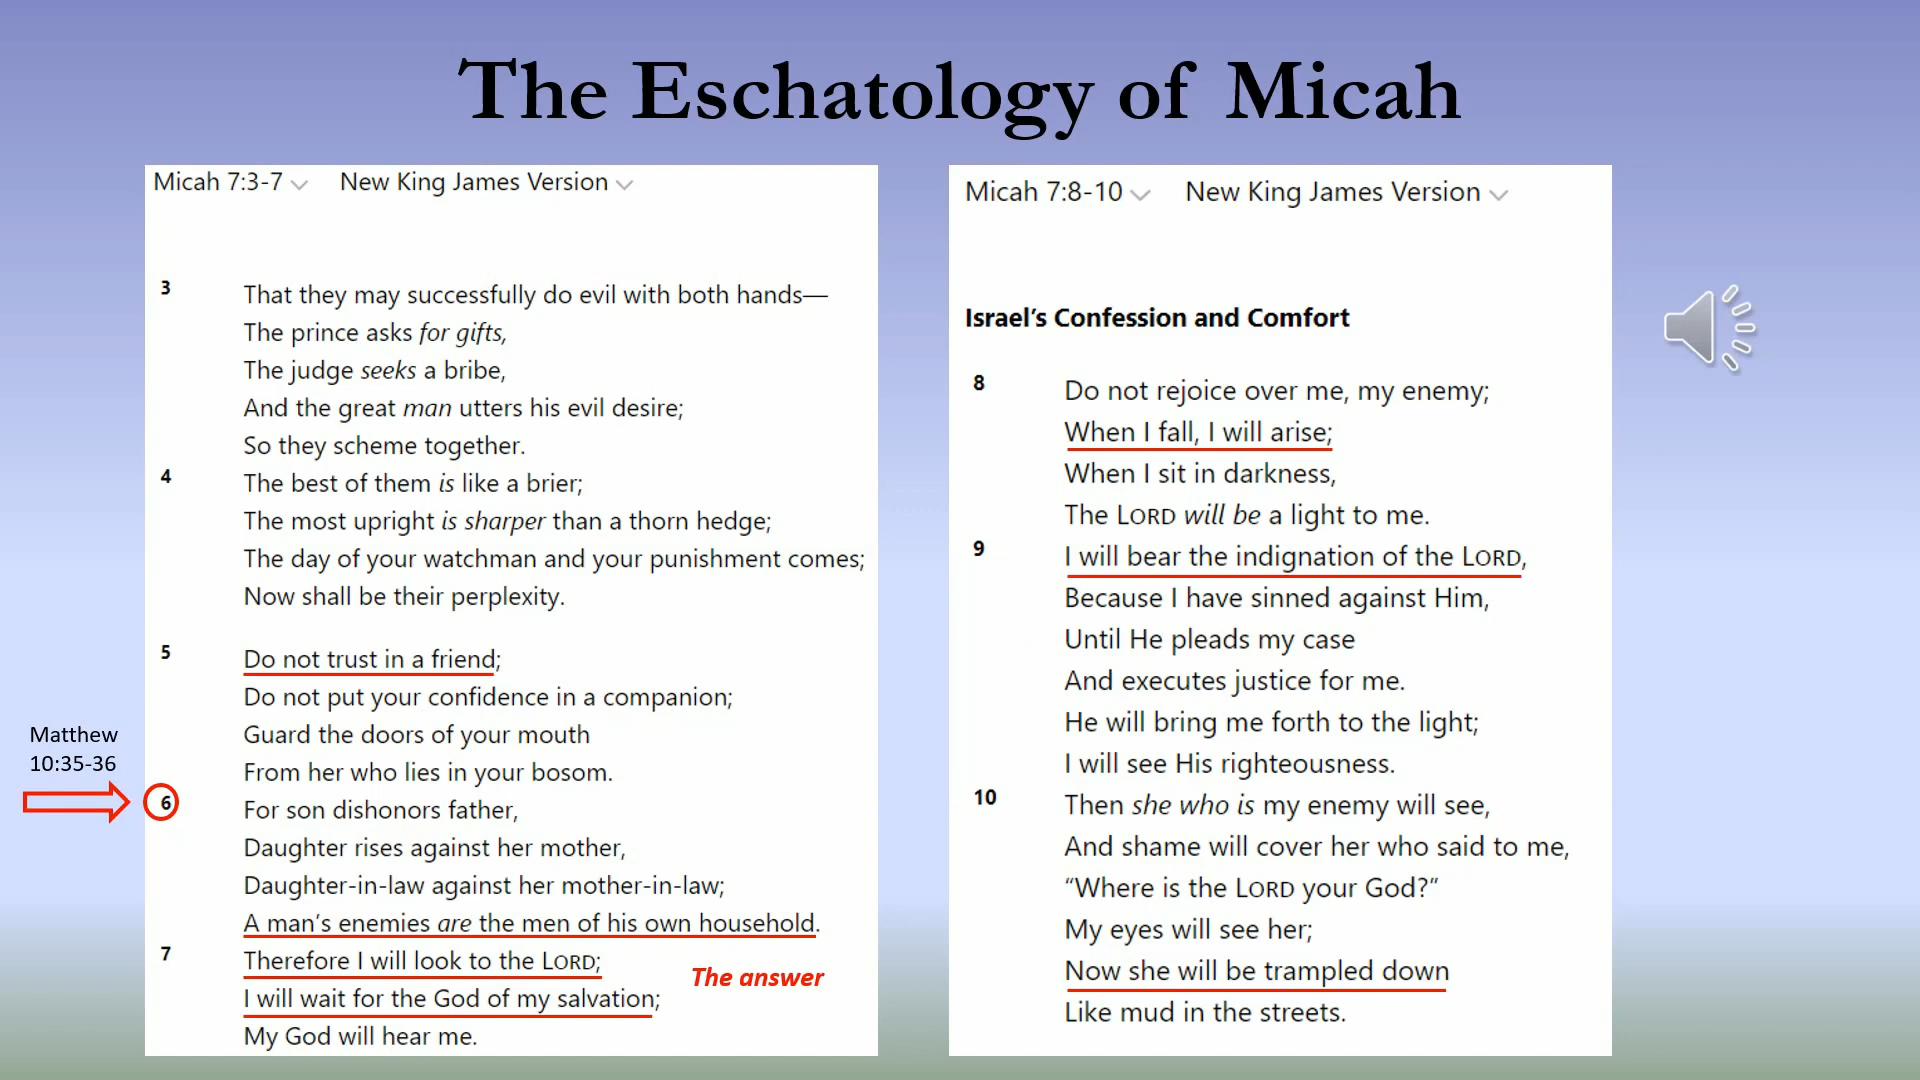 The Eschatology of Micah
Micah 7:3-7 New King James Version
3 That they may successfully do evil with both hands—
The prince asks for gifts,
The judge seeks a bribe,
And the great man utters his evil desire;
So they scheme together.
4 The best of them is like a brier;
The most upright is sharper than a thorn hedge;
The day of your watchman and your punishment comes;
Now shall be their perplexity.
5 Do not trust in a friend;
Do not put your confidence in a companion;
Guard the doors of your mouth
From her who lies in your bosom.
Matthew
10:35-36
6 For son dishonors father,
Daughter rises against her mother,
Daughter-in-law against her mother-in-law;
A man’s enemies are the men of his own household.
7 Therefore I will look to the LORD;
The answer
I will wait for the God of my salvation;
My God will hear me.
Micah 7:8-10 New King James Version
Israel’s Confession and Comfort
8 Do not rejoice over me, my enemy;
When I fall, I will arise;
When I sit in darkness,
The LORD will be a light to me.
9 I will bear the indignation of the LORD,
Because I have sinned against Him,
Until He pleads my case
And executes justice for me.
He will bring me forth to the light;
I will see His righteousness.
10 Then she who is my enemy will see,
And shame will cover her who said to me,
“Where is the LORD your God?”
My eyes will see her;
Now she will be trampled down
Like mud in the streets.